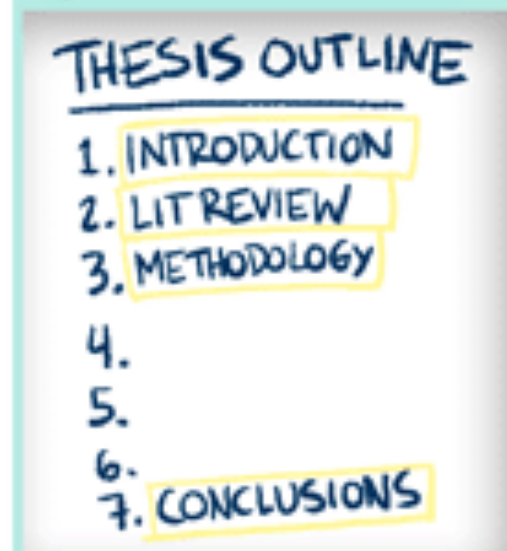 THESIS OUTLINE
1. INTRODUCTION
2. LIT REVIEW
3. METHODOLOGY
4.
5.
6.
7. CONCLUSIONS